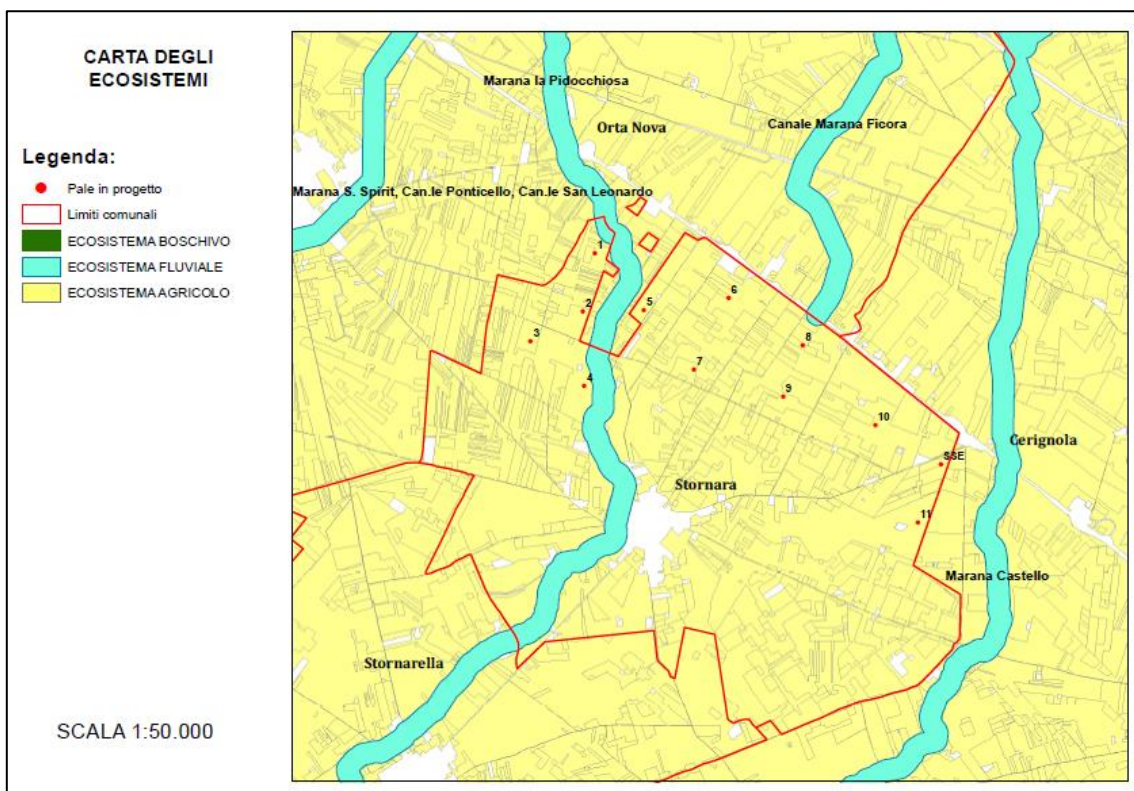 CARTA DEGLI
ECOSISTEMI
Legenda:
Pale in progetto
Limiti comunali
ECOSISTEMA BOSCHIVO
ECOSISTEMA FLUVIALE
ECOSISTEMA AGRICOLO
SCALA 1:50.000
Marana la Pidocchiosa
Orta Nova
Canale Marana Ficora
Marana S. Spirit, Can.le Ponticello, Can.le San Leonardo
1
2
3
4
5
6
7
8
9
10
SSE
11
Cerignola
Stornara
Marana Castello
Stornarella